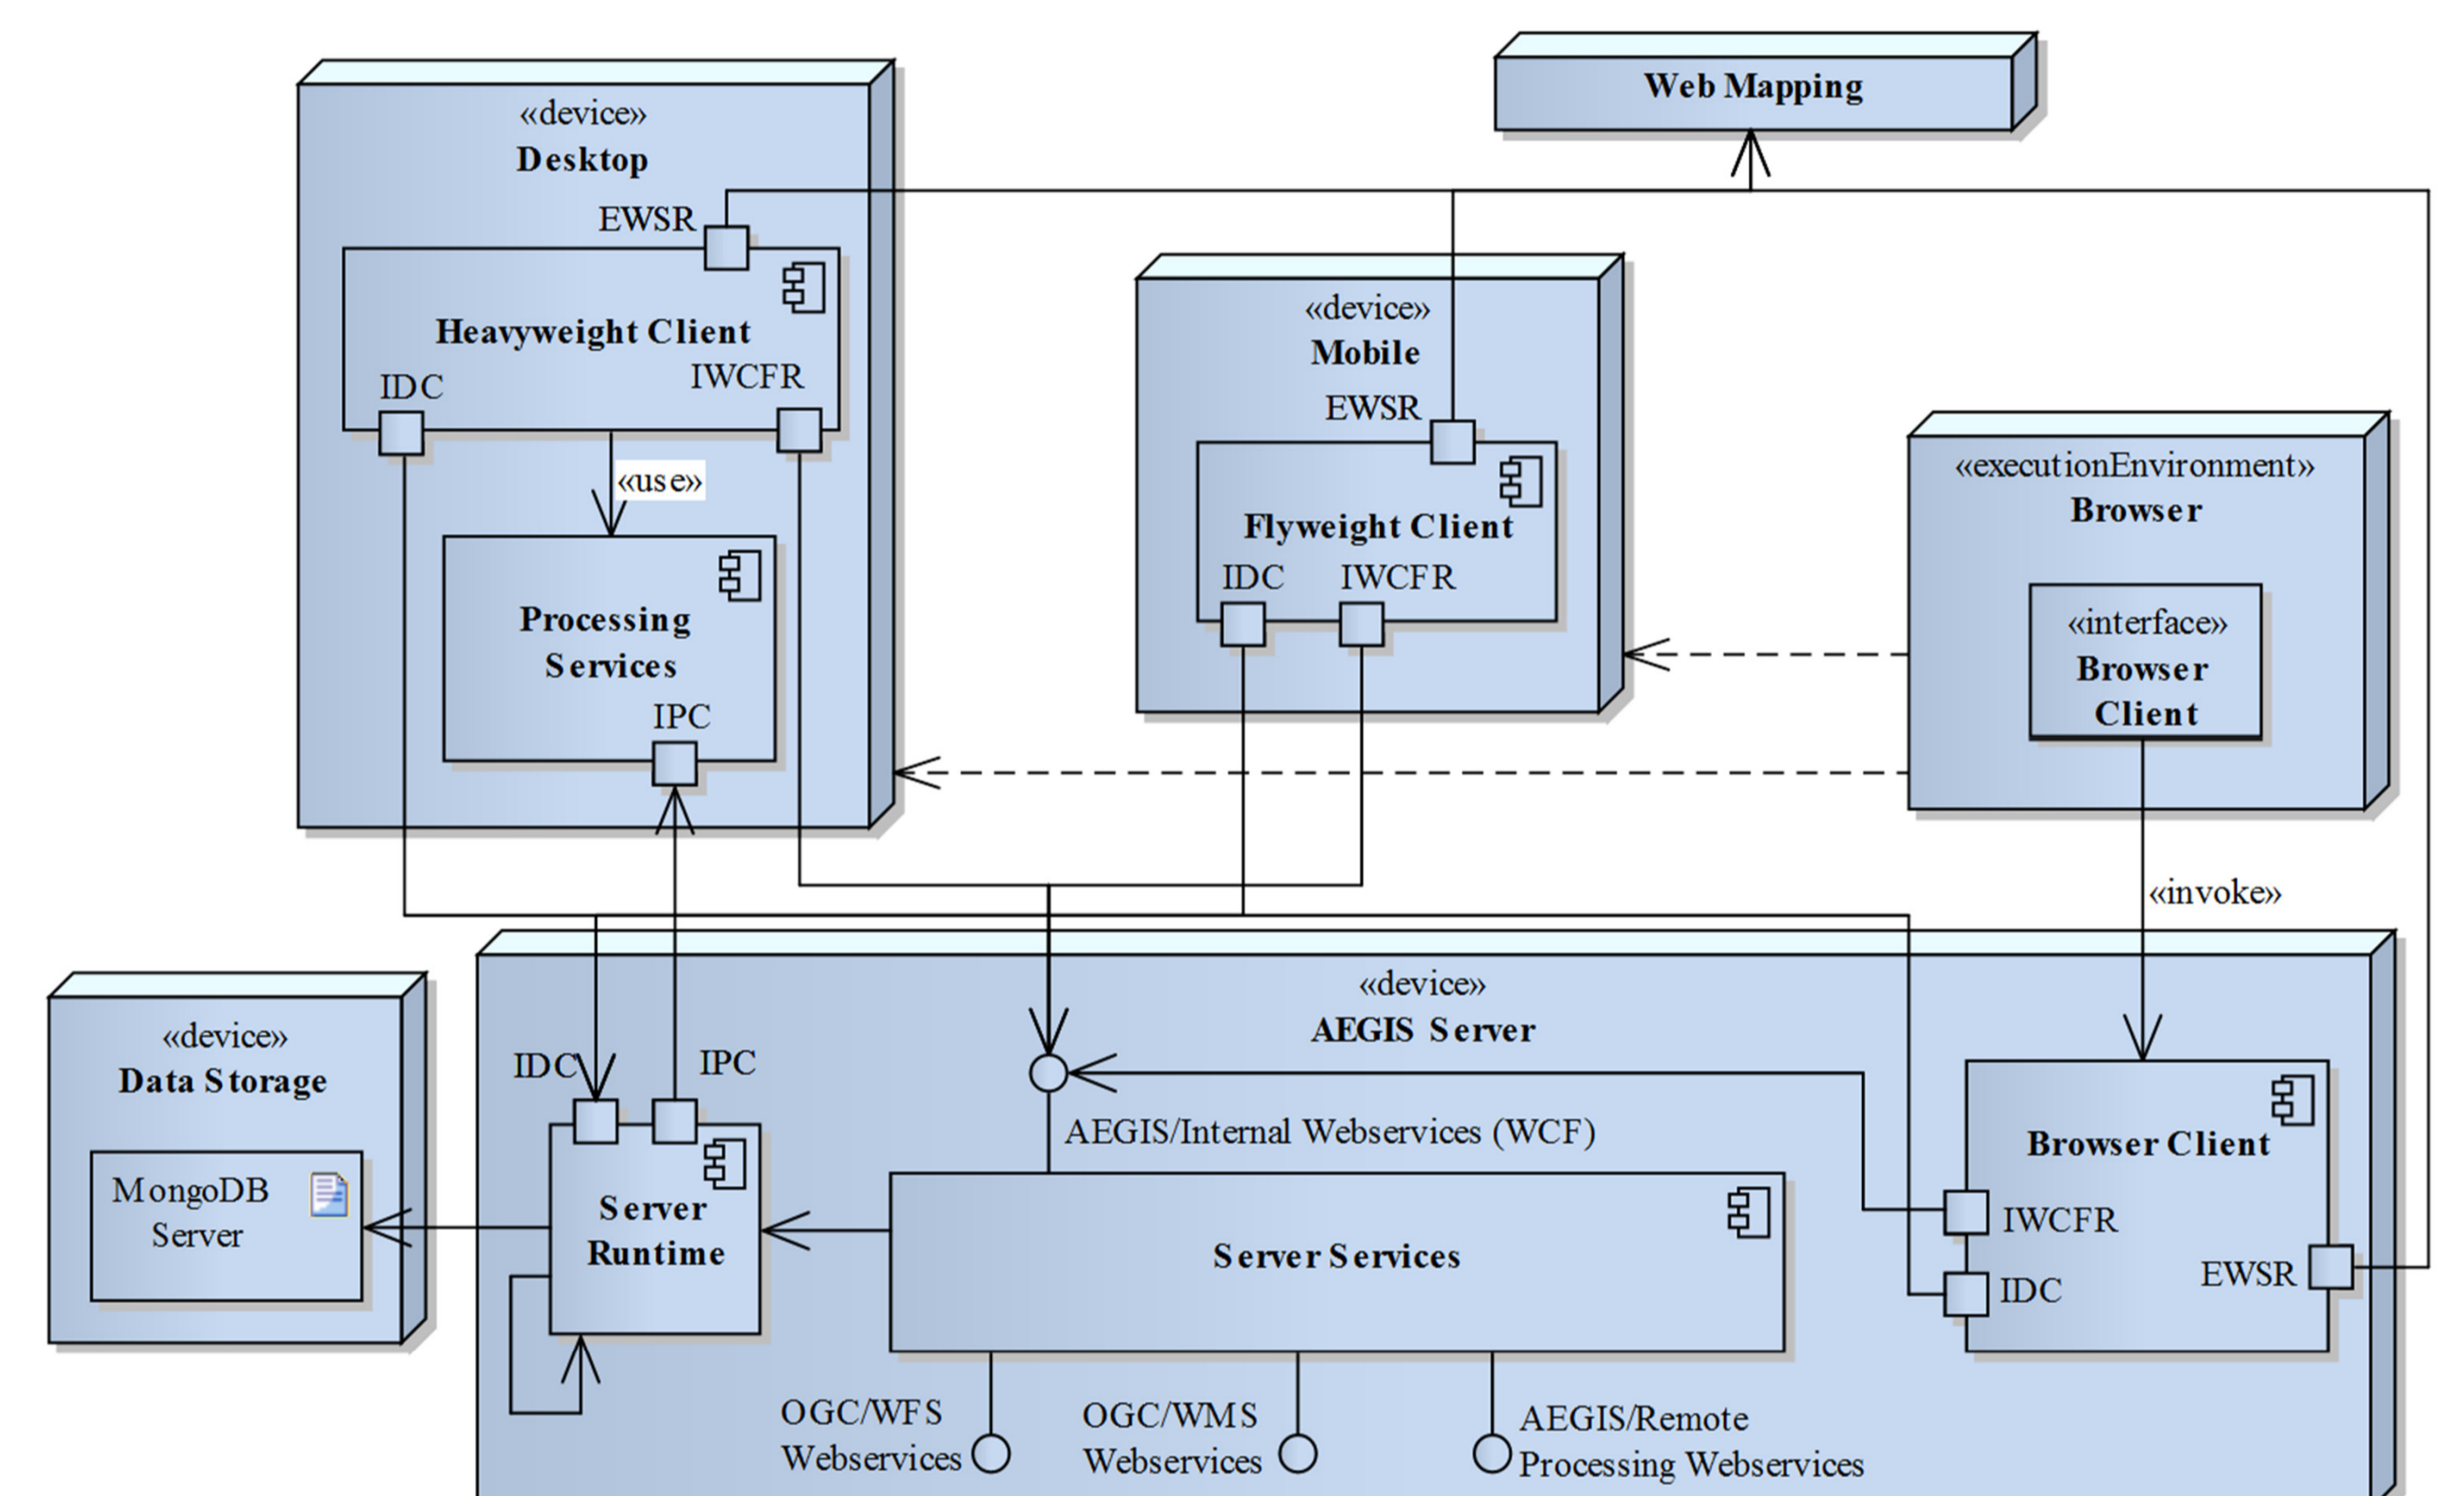 Web Mapping
«device»
Desktop
EWSR
Heavyweight Client
IDC
IWCFR
«use»
Processing
Services
IPC
«device»
Mobile
EWSR
Flyweight Client
IDC
IWCFR
«executionEnvironment»
Browser
«interface»
Browser
Client
«invoke»
«device»
Data Storage
MongoDB
Server
«device»
AEGIS Server
IDC
IPC
Server
Runtime
AEGIS/Internal Webservices (WCF)
Server Services
Browser Client
IWCFR
IDC
EWSR
OGC/WFS
Webservices
OGC/WMS
Webservices
AEGIS/Remote
Processing Webservices